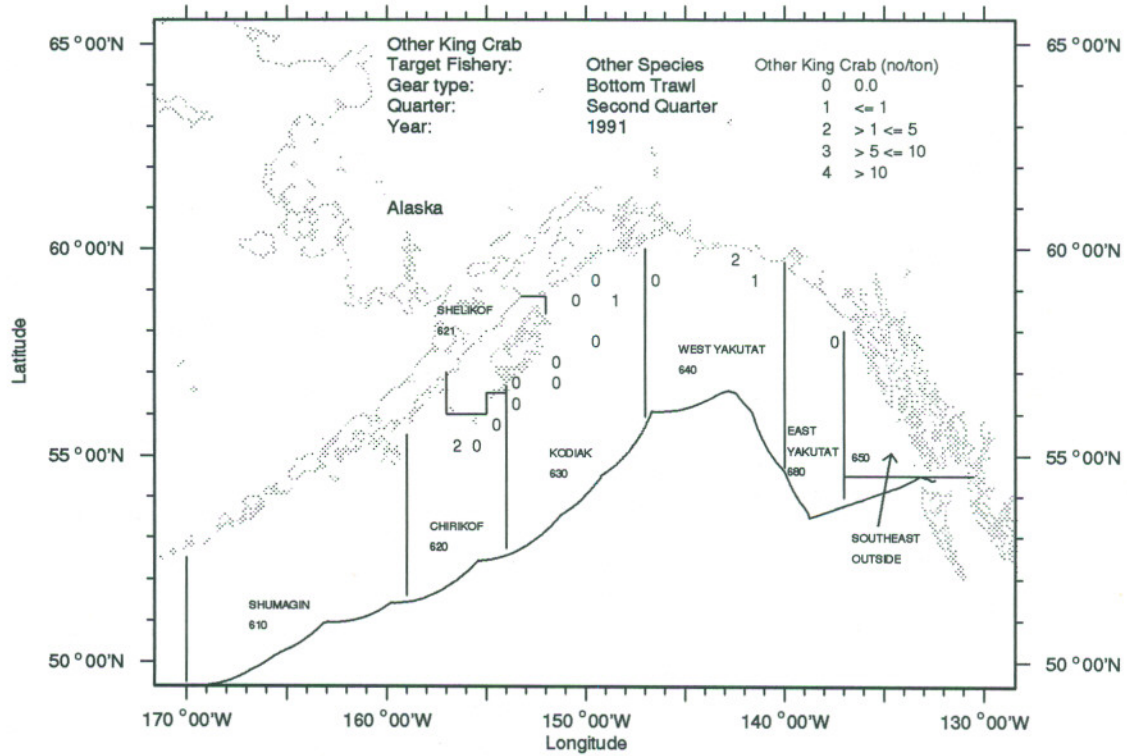 65°00'N 65°00'N
Other King Crab
Target Fishery: Other Species
Gear type: Bottom Trawl
Quarter: Second Quarter
Year: 1991
Other King Crab (no/ton)
0 0.0
1 <= 1
2 > 1 <= 5
3 > 5 <= 10
4 > 10
Alaska
60°00'N 60°00'N
2
0 0 1
0 1
SHELIKOF
621
0 0
WEST YAKUTAT
640
0
0 0
0
0
2 0
EAST
YAKUTAT
680
650
KODIAK
630
55°00'N 55°00'N
CHIRIKOF
620
SOUTHEAST
OUTSIDE
SHUMAGIN
610
50°00'N 50°00'N
Latitude
170°00'W 160°00'W 150°00'W 140°00'W 130°00'W
Longitude